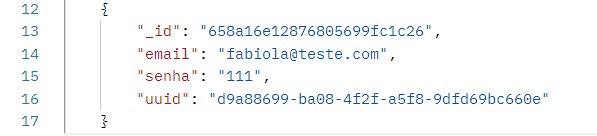 12 {
13 "_id": "658a16e12876805699fc1c26",
14 "email": "fabiola@teste.com",
15 "senha": "111",
16 "uuid": "d9a88699-ba08-4f2f-a5f8-9dfd69bc660e"
17 }